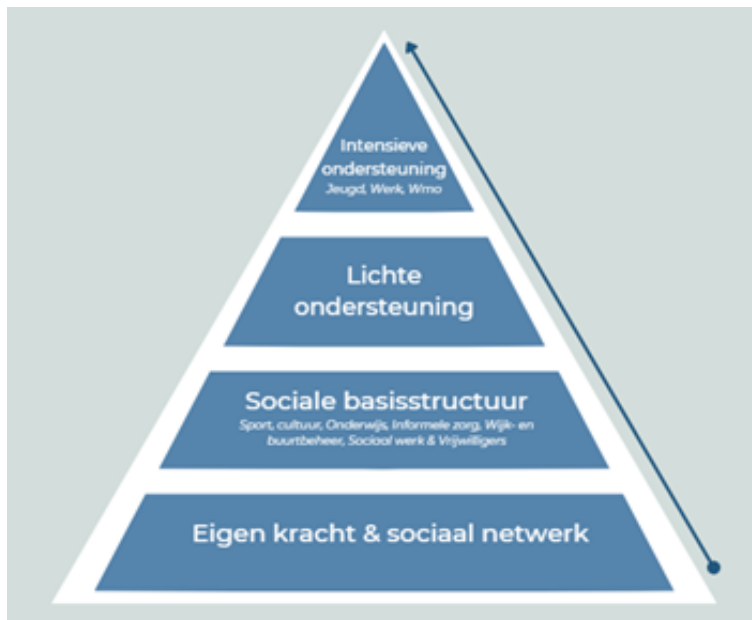 Intensieve
ondersteuning
Jeugd, Werk, Wmo
Lichte
ondersteuning
Sociale basisstructuur
Sport, cultuur, Onderwijs, Informele zorg, Wijk- en
buurtbeheer, Sociaal werk & Vrijwilligers
Eigen kracht & sociaal netwerk